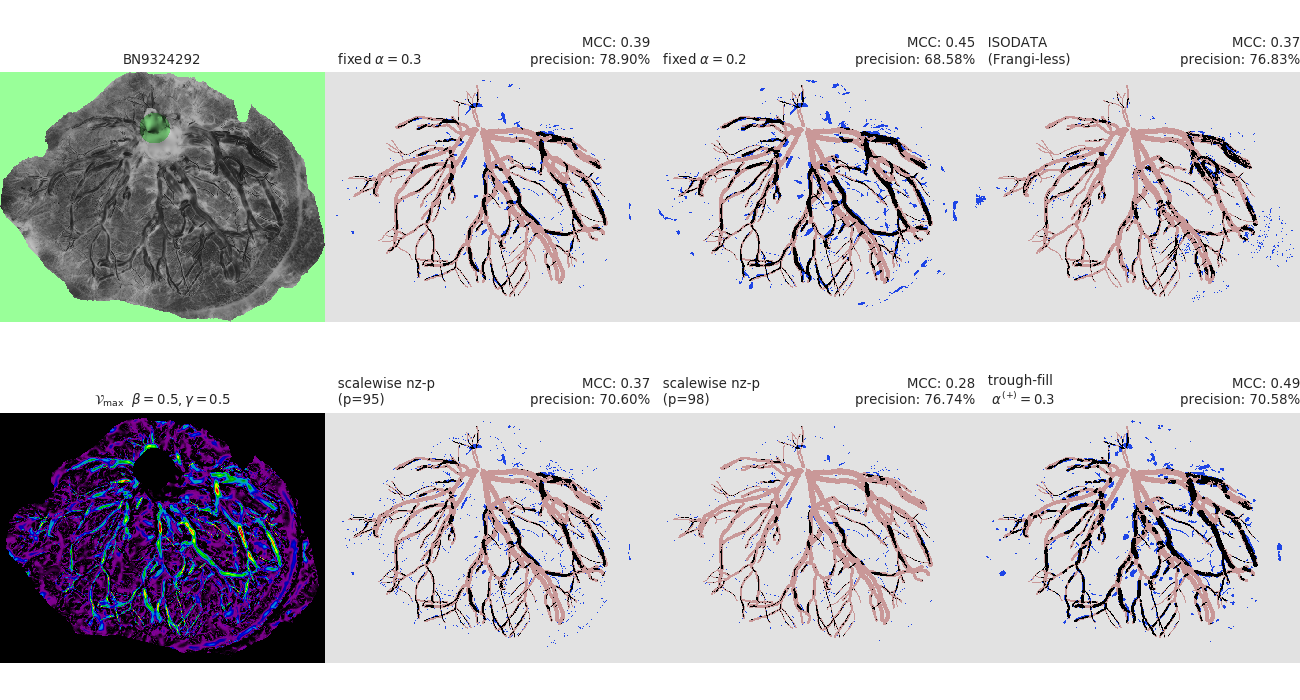 BN9324292
fixed α = 0.3
MCC: 0.39
precision: 78.90%
fixed α = 0.2
MCC: 0.45
precision: 68.58%
ISODATA
(Frangi-less)
MCC: 0.37
precision: 76.83%
𝒱max β = 0.5, γ = 0.5
scalewise nz-p
(p=95)
MCC: 0.37
precision: 70.60%
scalewise nz-p
(p=98)
MCC: 0.28
precision: 76.74%
trough-fill
α(+) = 0.3
MCC: 0.49
precision: 70.58%